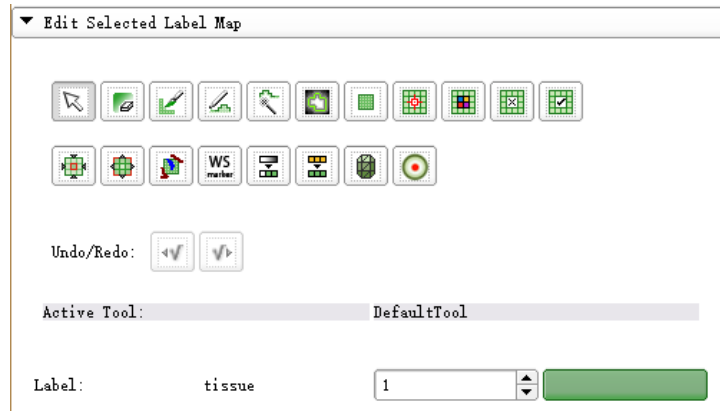 Edit Selected Label Map
WS
marker
Undo/Redo:
Active Tool: DefaultTool
Label: tissue 1